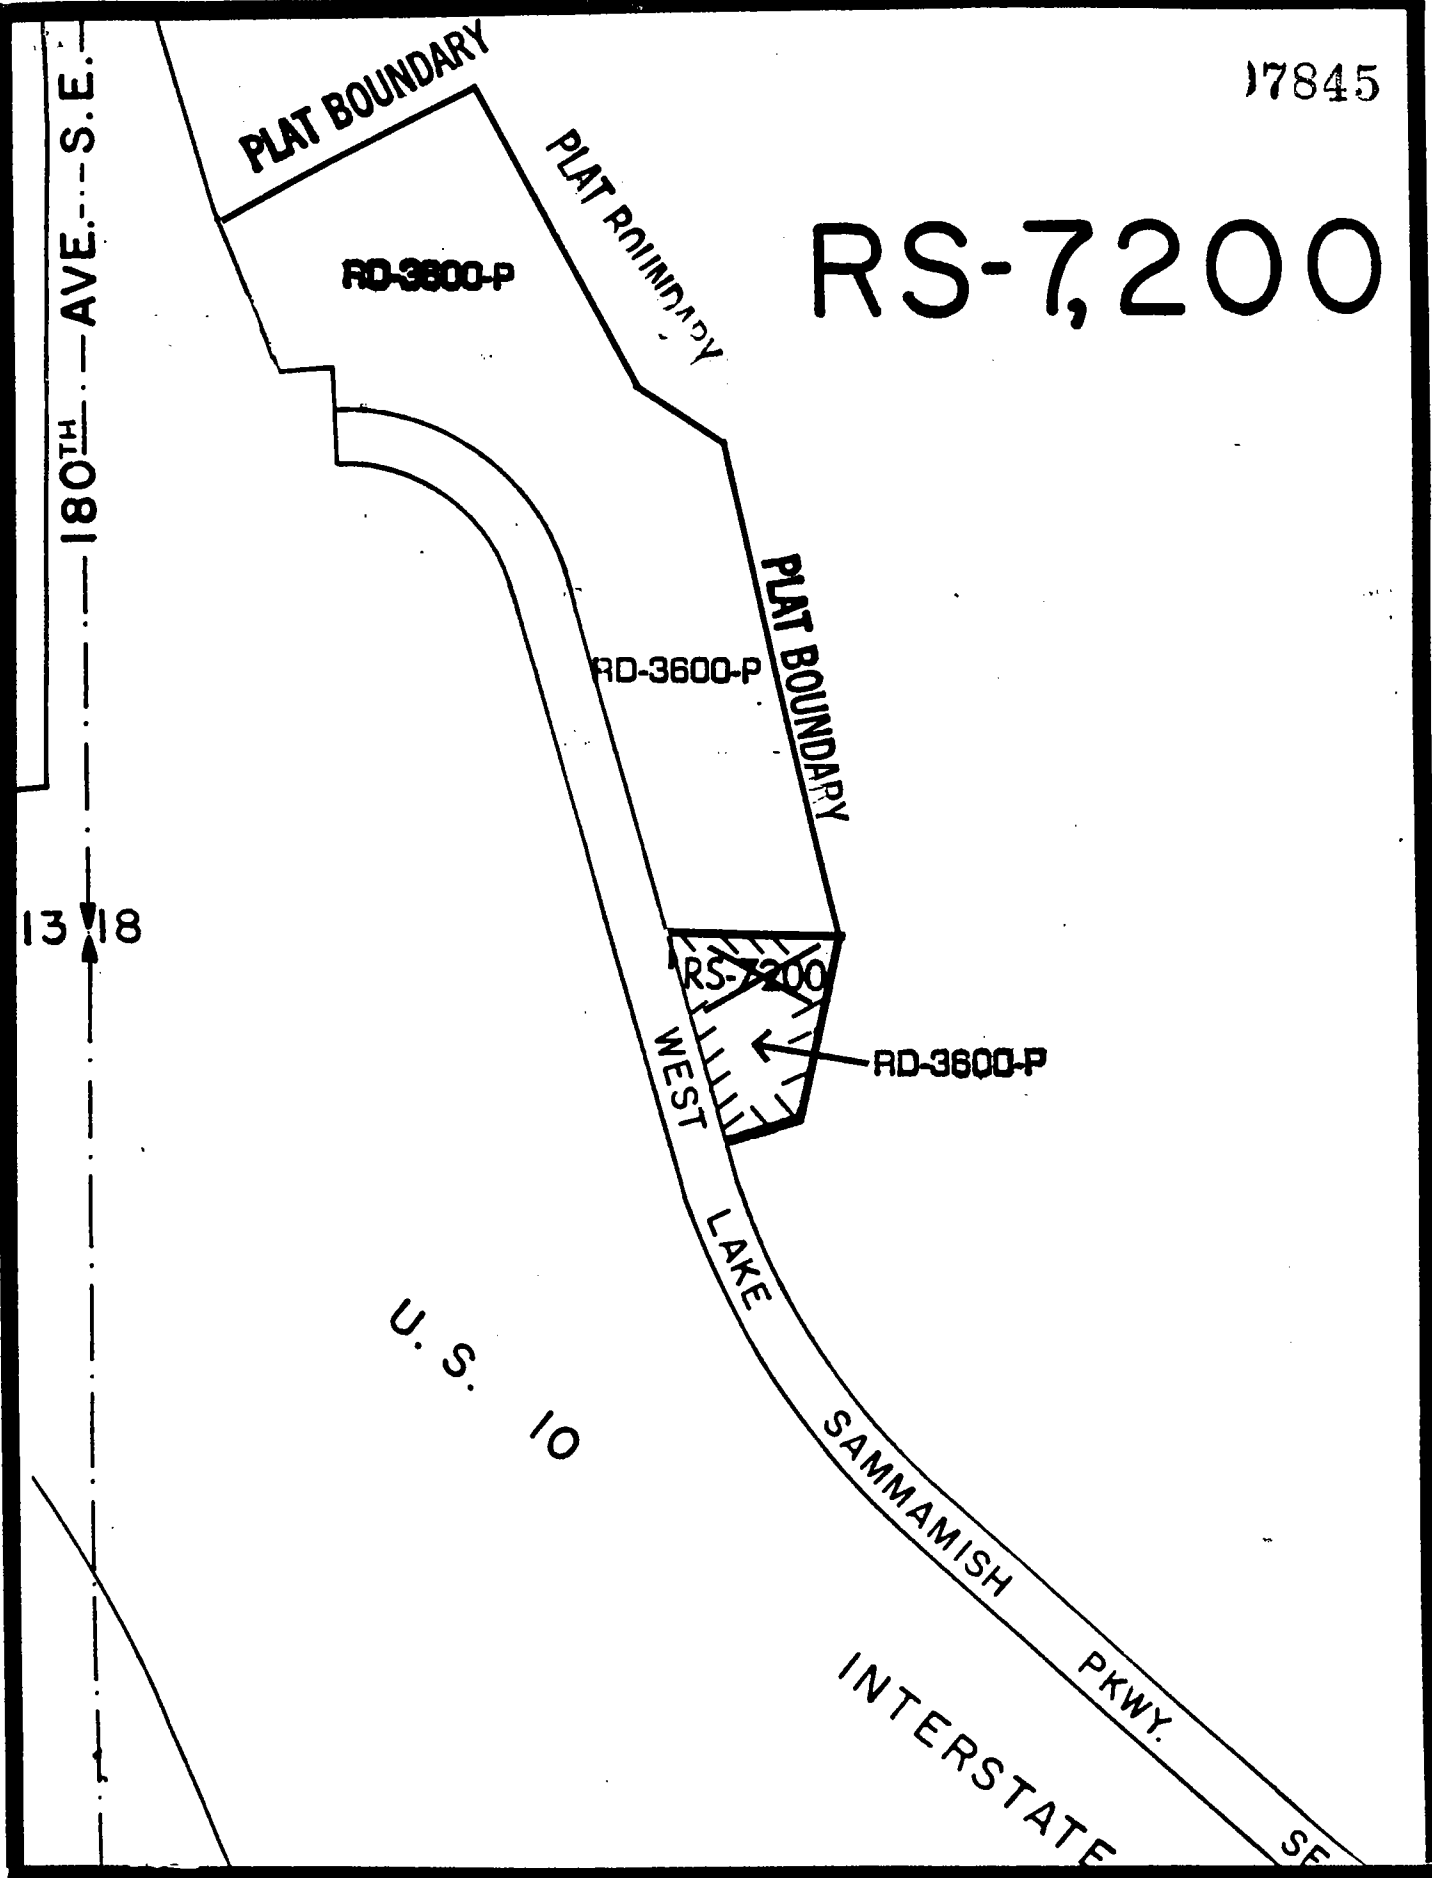 PLAT BOUNDARY
7845
180TH AVE. S.E.
PLAT BOUNDARY
RS-7,200
RD-3600-P
PLAT BOUNDARY
RD-3600-P
13 18
RS-7200
RD-3600-P
WEST LAKE SAMMAMISH PKWY. SE
U. S. 10
INTERSTATE